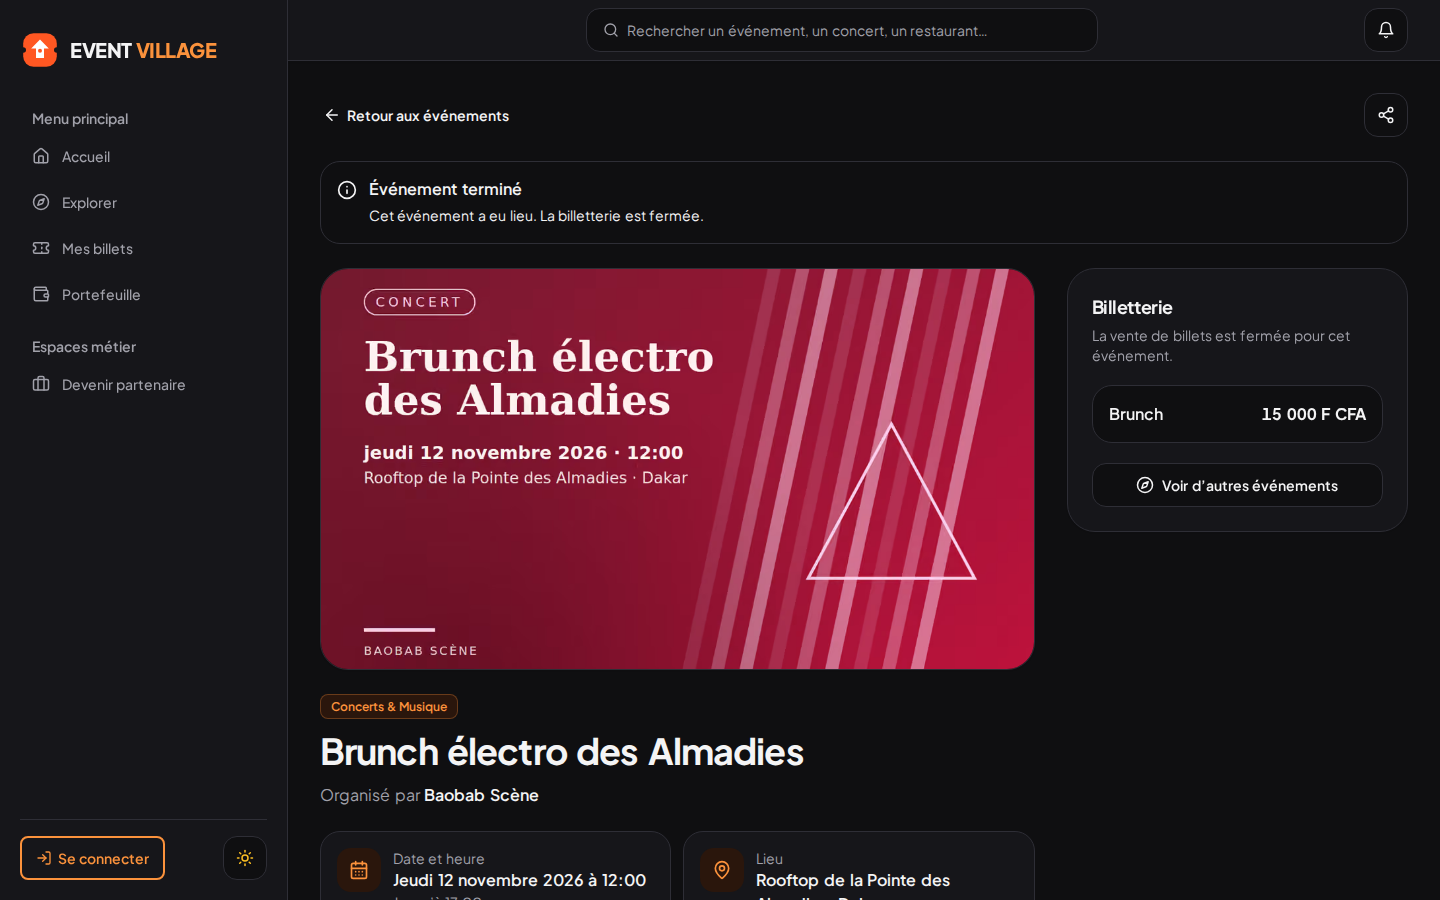 EVENT VILLAGE
Rechercher un événement, un concert, un restaurant...
Menu principal
Accueil
Explorer
Mes billets
Portefeuille
Espaces métier
Devenir partenaire
Se connecter
Retour aux événements
Événement terminé
Cet événement a eu lieu. La billetterie est fermée.
CONCERT
Brunch électro
des Almadies
jeudi 12 novembre 2026 · 12:00
Rooftop de la Pointe des Almadies · Dakar
BAOBAB SCÈNE
Concerts & Musique
Brunch électro des Almadies
Organisé par Baobab Scène
Date et heure
Jeudi 12 novembre 2026 à 12:00
Lieu
Rooftop de la Pointe des
Billetterie
La vente de billets est fermée pour cet
événement.
Brunch 15 000 F CFA
Voir d’autres événements